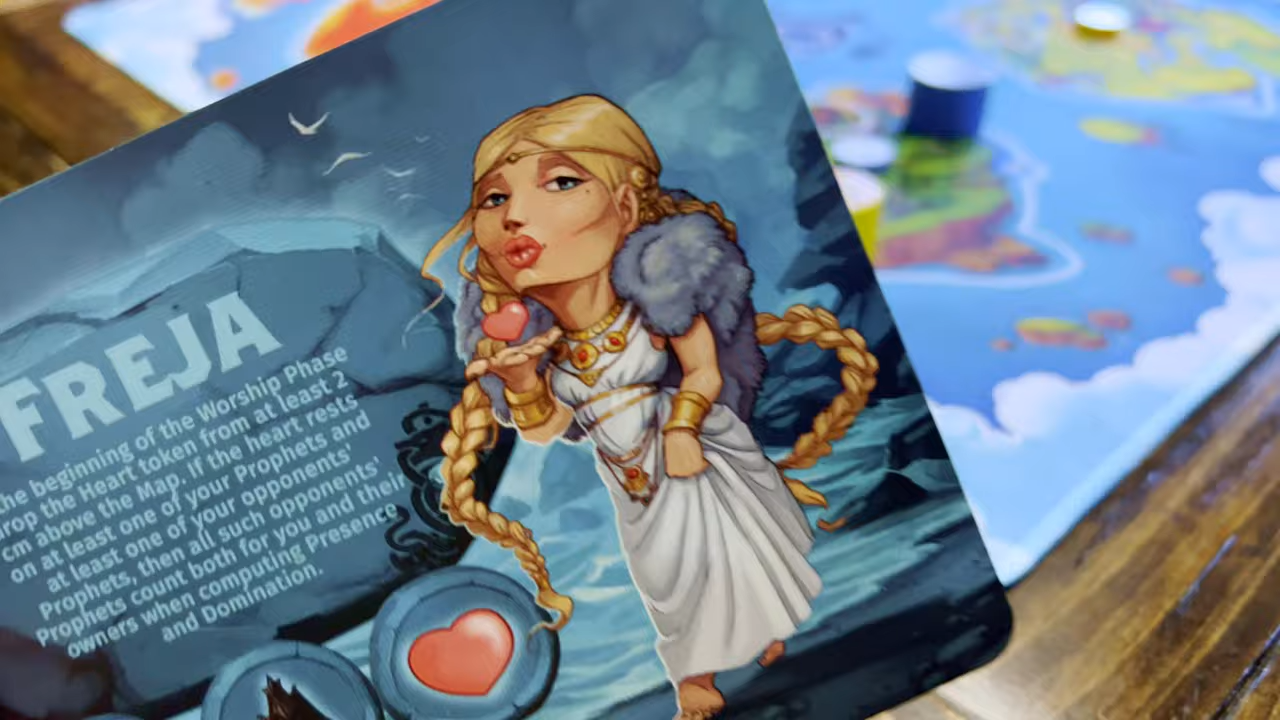 FREJA
the beginning of the Worship Phase
drop the Heart token from at least 2
cm above the Map. If the heart rests
on at least one of your Prophets and
at least one of your opponents'
Prophets, then all such opponents'
Prophets count both for you and their
owners when computing Presence
and Domination.